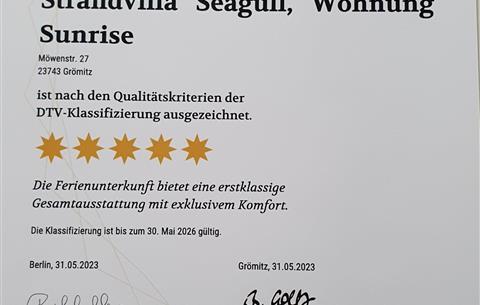 Strandvilla Seagull, Wohnung
Sunrise
Möwenstr. 27
23743 Grömitz
ist nach den Qualitätskriterien der
DTV-Klassifizierung ausgezeichnet.
Die Ferienunterkunft bietet eine erstklassige
Gesamtausstattung mit exklusivem Komfort.
Die Klassifizierung ist bis zum 30. Mai 2026 gültig.
Berlin, 31.05.2023
Grömitz, 31.05.2023